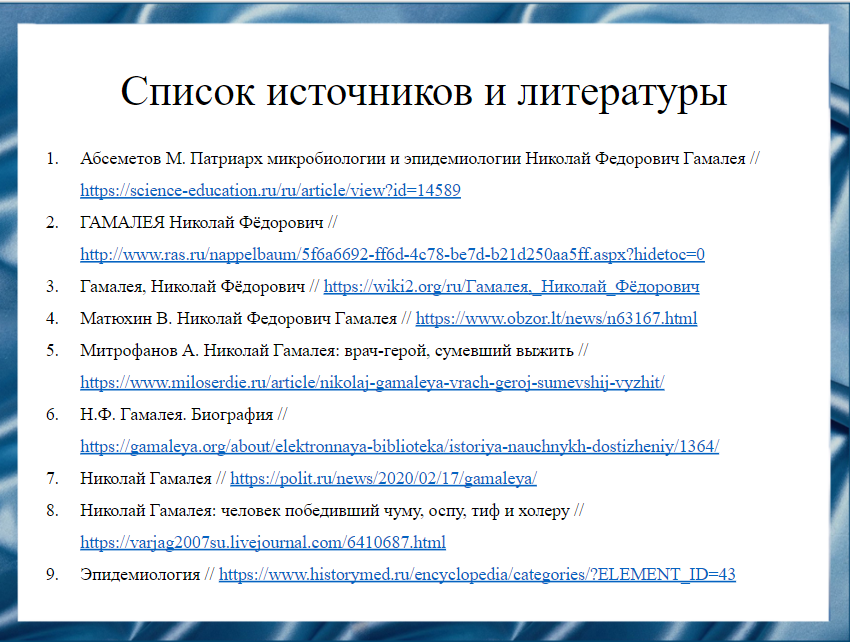 Список источников и литературы
1. Абсеметов М. Патриарх микробиологии и эпидемиологии Николай Федорович Гамалея //
https://science-education.ru/ru/article/view?id=14589
2. ГАМАЛЕЯ Николай Фёдорович //
http://www.ras.ru/nappelbaum/5f6a6692-ff6d-4c78-be7d-b21d250aa5ff.aspx?hidetoc=0
3. Гамалея, Николай Фёдорович // https://wiki2.org/ru/Гамалея,_Николай_Фёдорович
4. Матюхин В. Николай Федорович Гамалея // https://www.obzor.lt/news/n63167.html
5. Митрофанов А. Николай Гамалея: врач-герой, сумевший выжить //
https://www.miloserdie.ru/article/nikolaj-gamaleya-vrach-geroj-sumevshij-vyzhit/
6. Н.Ф. Гамалея. Биография //
https://gamaleya.org/about/elektronnaya-biblioteka/istoriya-nauchnykh-dostizheniy/1364/
7. Николай Гамалея // https://polit.ru/news/2020/02/17/gamaleya/
8. Николай Гамалея: человек победивший чуму, оспу, тиф и холеру //
https://varjag2007su.livejournal.com/6410687.html
9. Эпидемиология // https://www.historymed.ru/encyclopedia/categories/?ELEMENT_ID=43